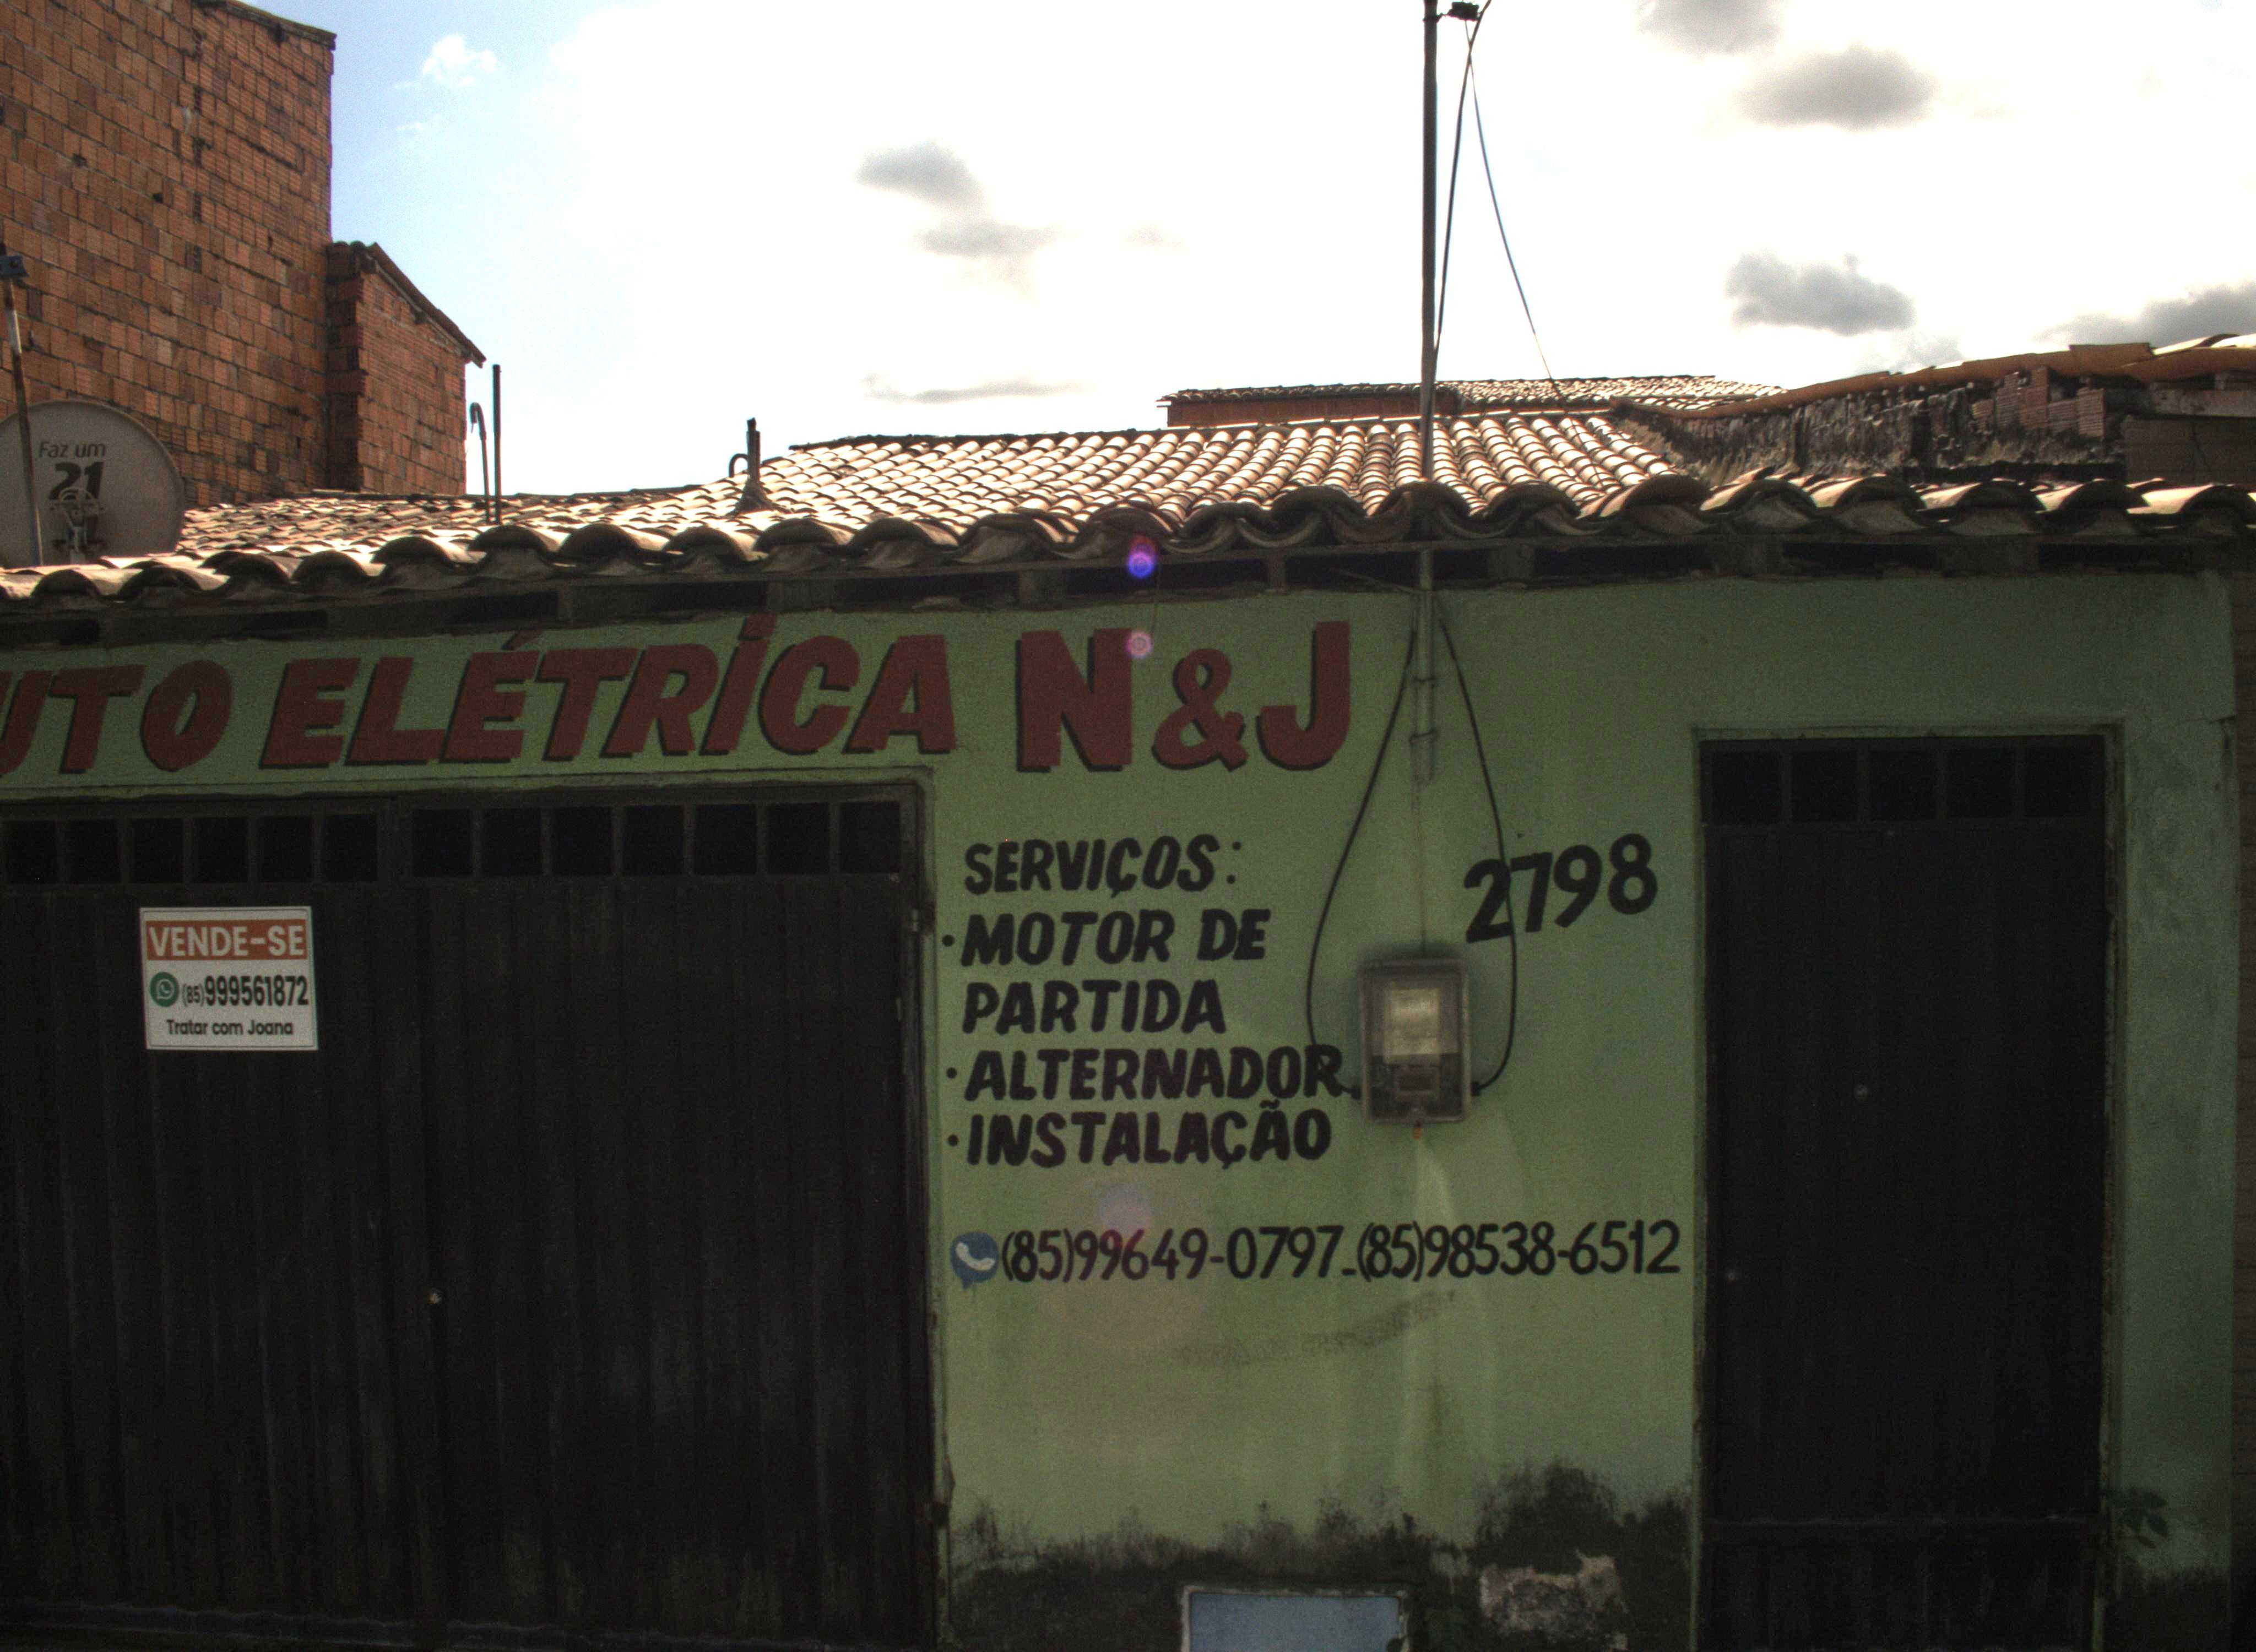 Faz um
21
UTO ELÉTRICA N & J
VENDE-SE
(85)999561872
Tratar com Joana
SERVIÇOS:
•MOTOR DE
PARTIDA
•ALTERNADOR
•INSTALAÇÃO
2798
(85)99649-0797-(85)98538-6512